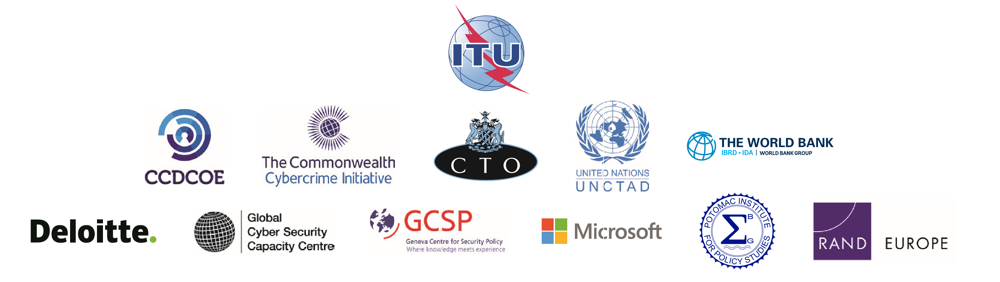 ITU
CCDCOE
The Commonwealth
Cybercrime Initiative
CTO
UNITED NATIONS
UNCTAD
THE WORLD BANK
IBRD • IDA | WORLD BANK GROUP
Deloitte.
Global
Cyber Security
Capacity Centre
GCSP
Geneva Centre for Security Policy
Where knowledge meets experience
Microsoft
POTOMAC INSTITUTE
FOR POLICY STUDIES
Σ B G
RAND EUROPE